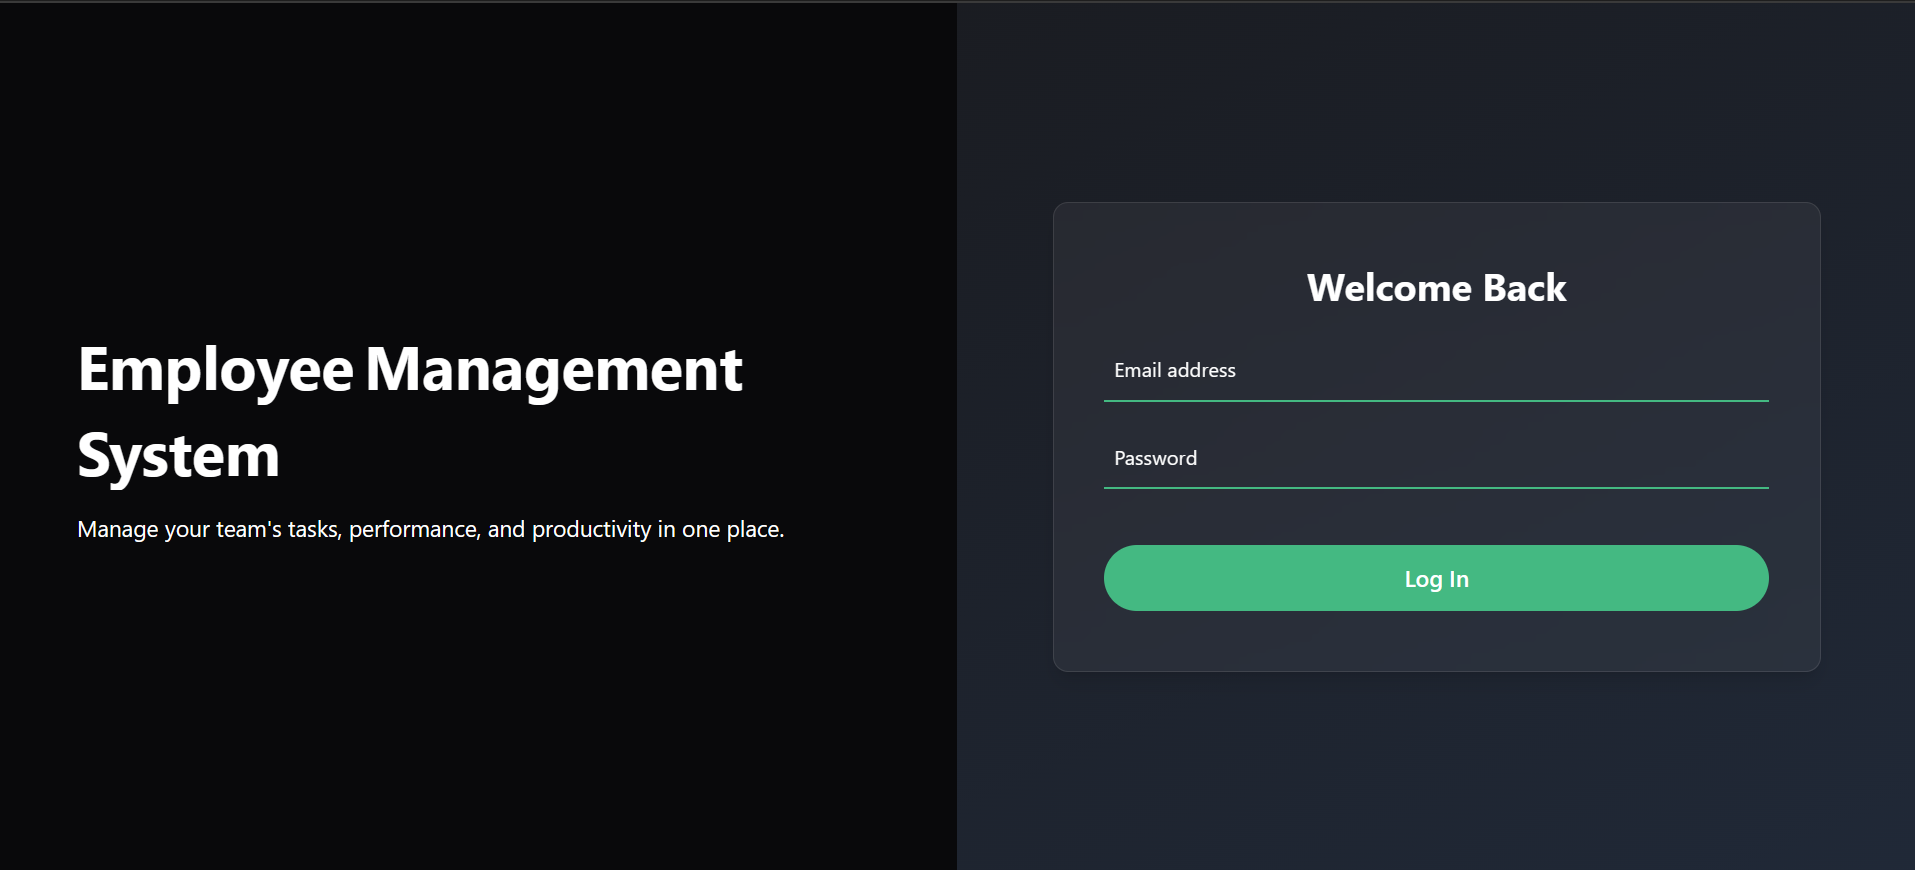 Employee Management
System
Manage your team's tasks, performance, and productivity in one place.
Welcome Back
Email address
Password
Log In